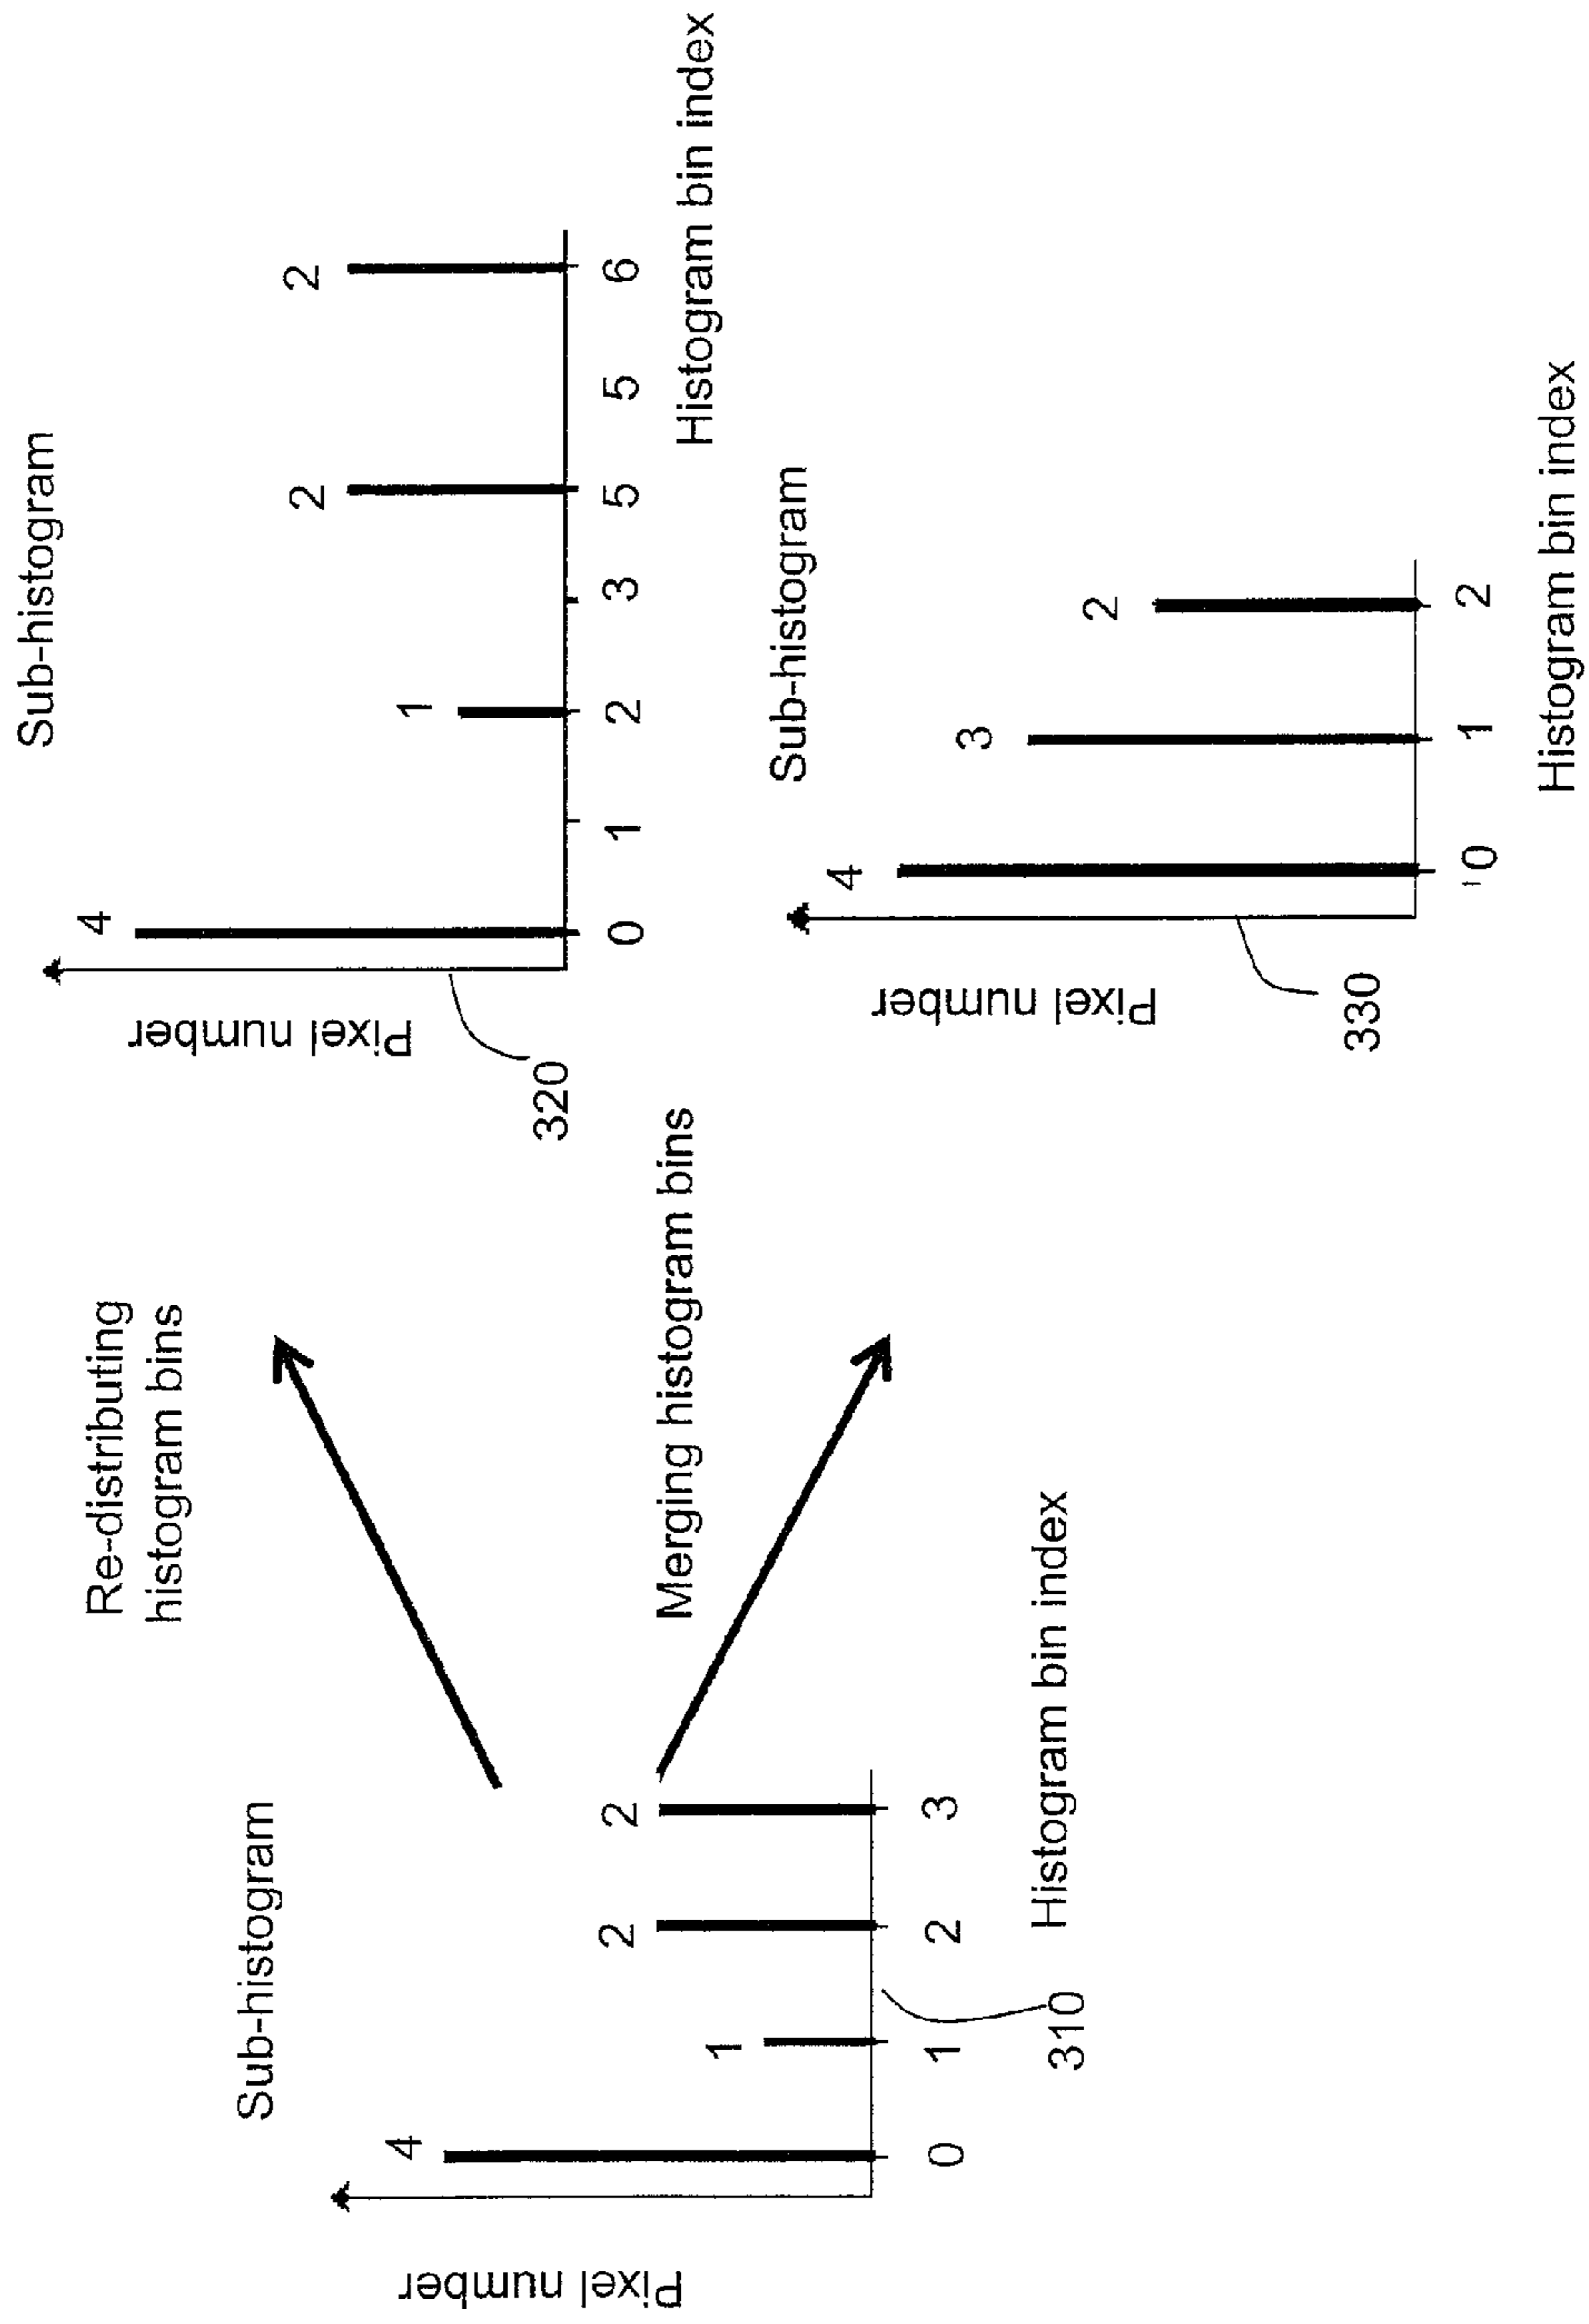 Sub-histogram
Pixel number
4
1
2
2
0
1
2
3
310
Histogram bin index
Re-distributing
histogram bins
Merging histogram bins
Sub-histogram
Pixel number
320
4
1
2
2
0
1
2
3
5
5
6
Histogram bin index
Sub-histogram
Pixel number
330
4
3
2
0
1
2
Histogram bin index